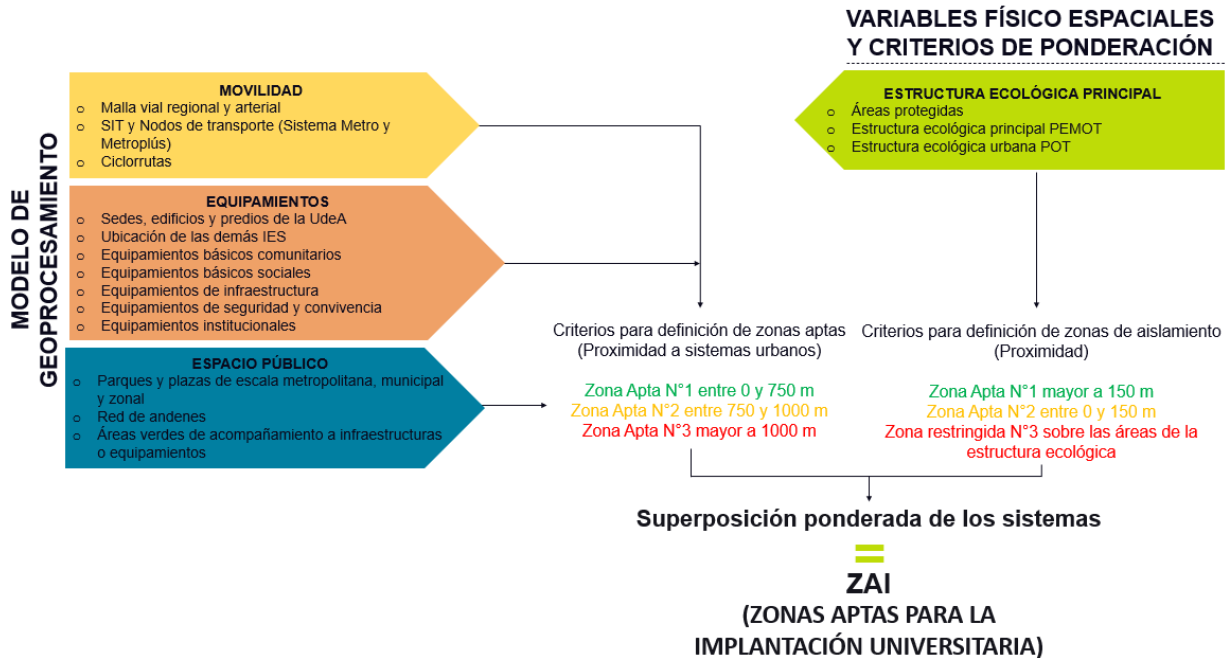 VARIABLES FÍSICO ESPACIALES
Y CRITERIOS DE PONDERACIÓN
MODELO DE
GEOPROCESAMIENTO
MOVILIDAD
o Malla vial regional y arterial
o SIT y Nodos de transporte (Sistema Metro y
Metroplús)
o Ciclorrutas
EQUIPAMIENTOS
o Sedes, edificios y predios de la UdeA
o Ubicación de las demás IES
o Equipamientos básicos comunitarios
o Equipamientos básicos sociales
o Equipamientos de infraestructura
o Equipamientos de seguridad y convivencia
o Equipamientos institucionales
ESPACIO PÚBLICO
o Parques y plazas de escala metropolitana, municipal
y zonal
o Red de andenes
o Áreas verdes de acompañamiento a infraestructuras
o equipamientos
ESTRUCTURA ECOLÓGICA PRINCIPAL
o Áreas protegidas
o Estructura ecológica principal PEMOT
o Estructura ecológica urbana POT
Criterios para definición de zonas aptas
(Proximidad a sistemas urbanos)
Zona Apta N°1 entre 0 y 750 m
Zona Apta N°2 entre 750 y 1000 m
Zona Apta N°3 mayor a 1000 m
Criterios para definición de zonas de aislamiento
(Proximidad)
Zona Apta N°1 mayor a 150 m
Zona Apta N°2 entre 0 y 150 m
Zona restringida N°3 sobre las áreas de la
estructura ecológica
Superposición ponderada de los sistemas
=
ZAI
(ZONAS APTAS PARA LA
IMPLANTACIÓN UNIVERSITARIA)